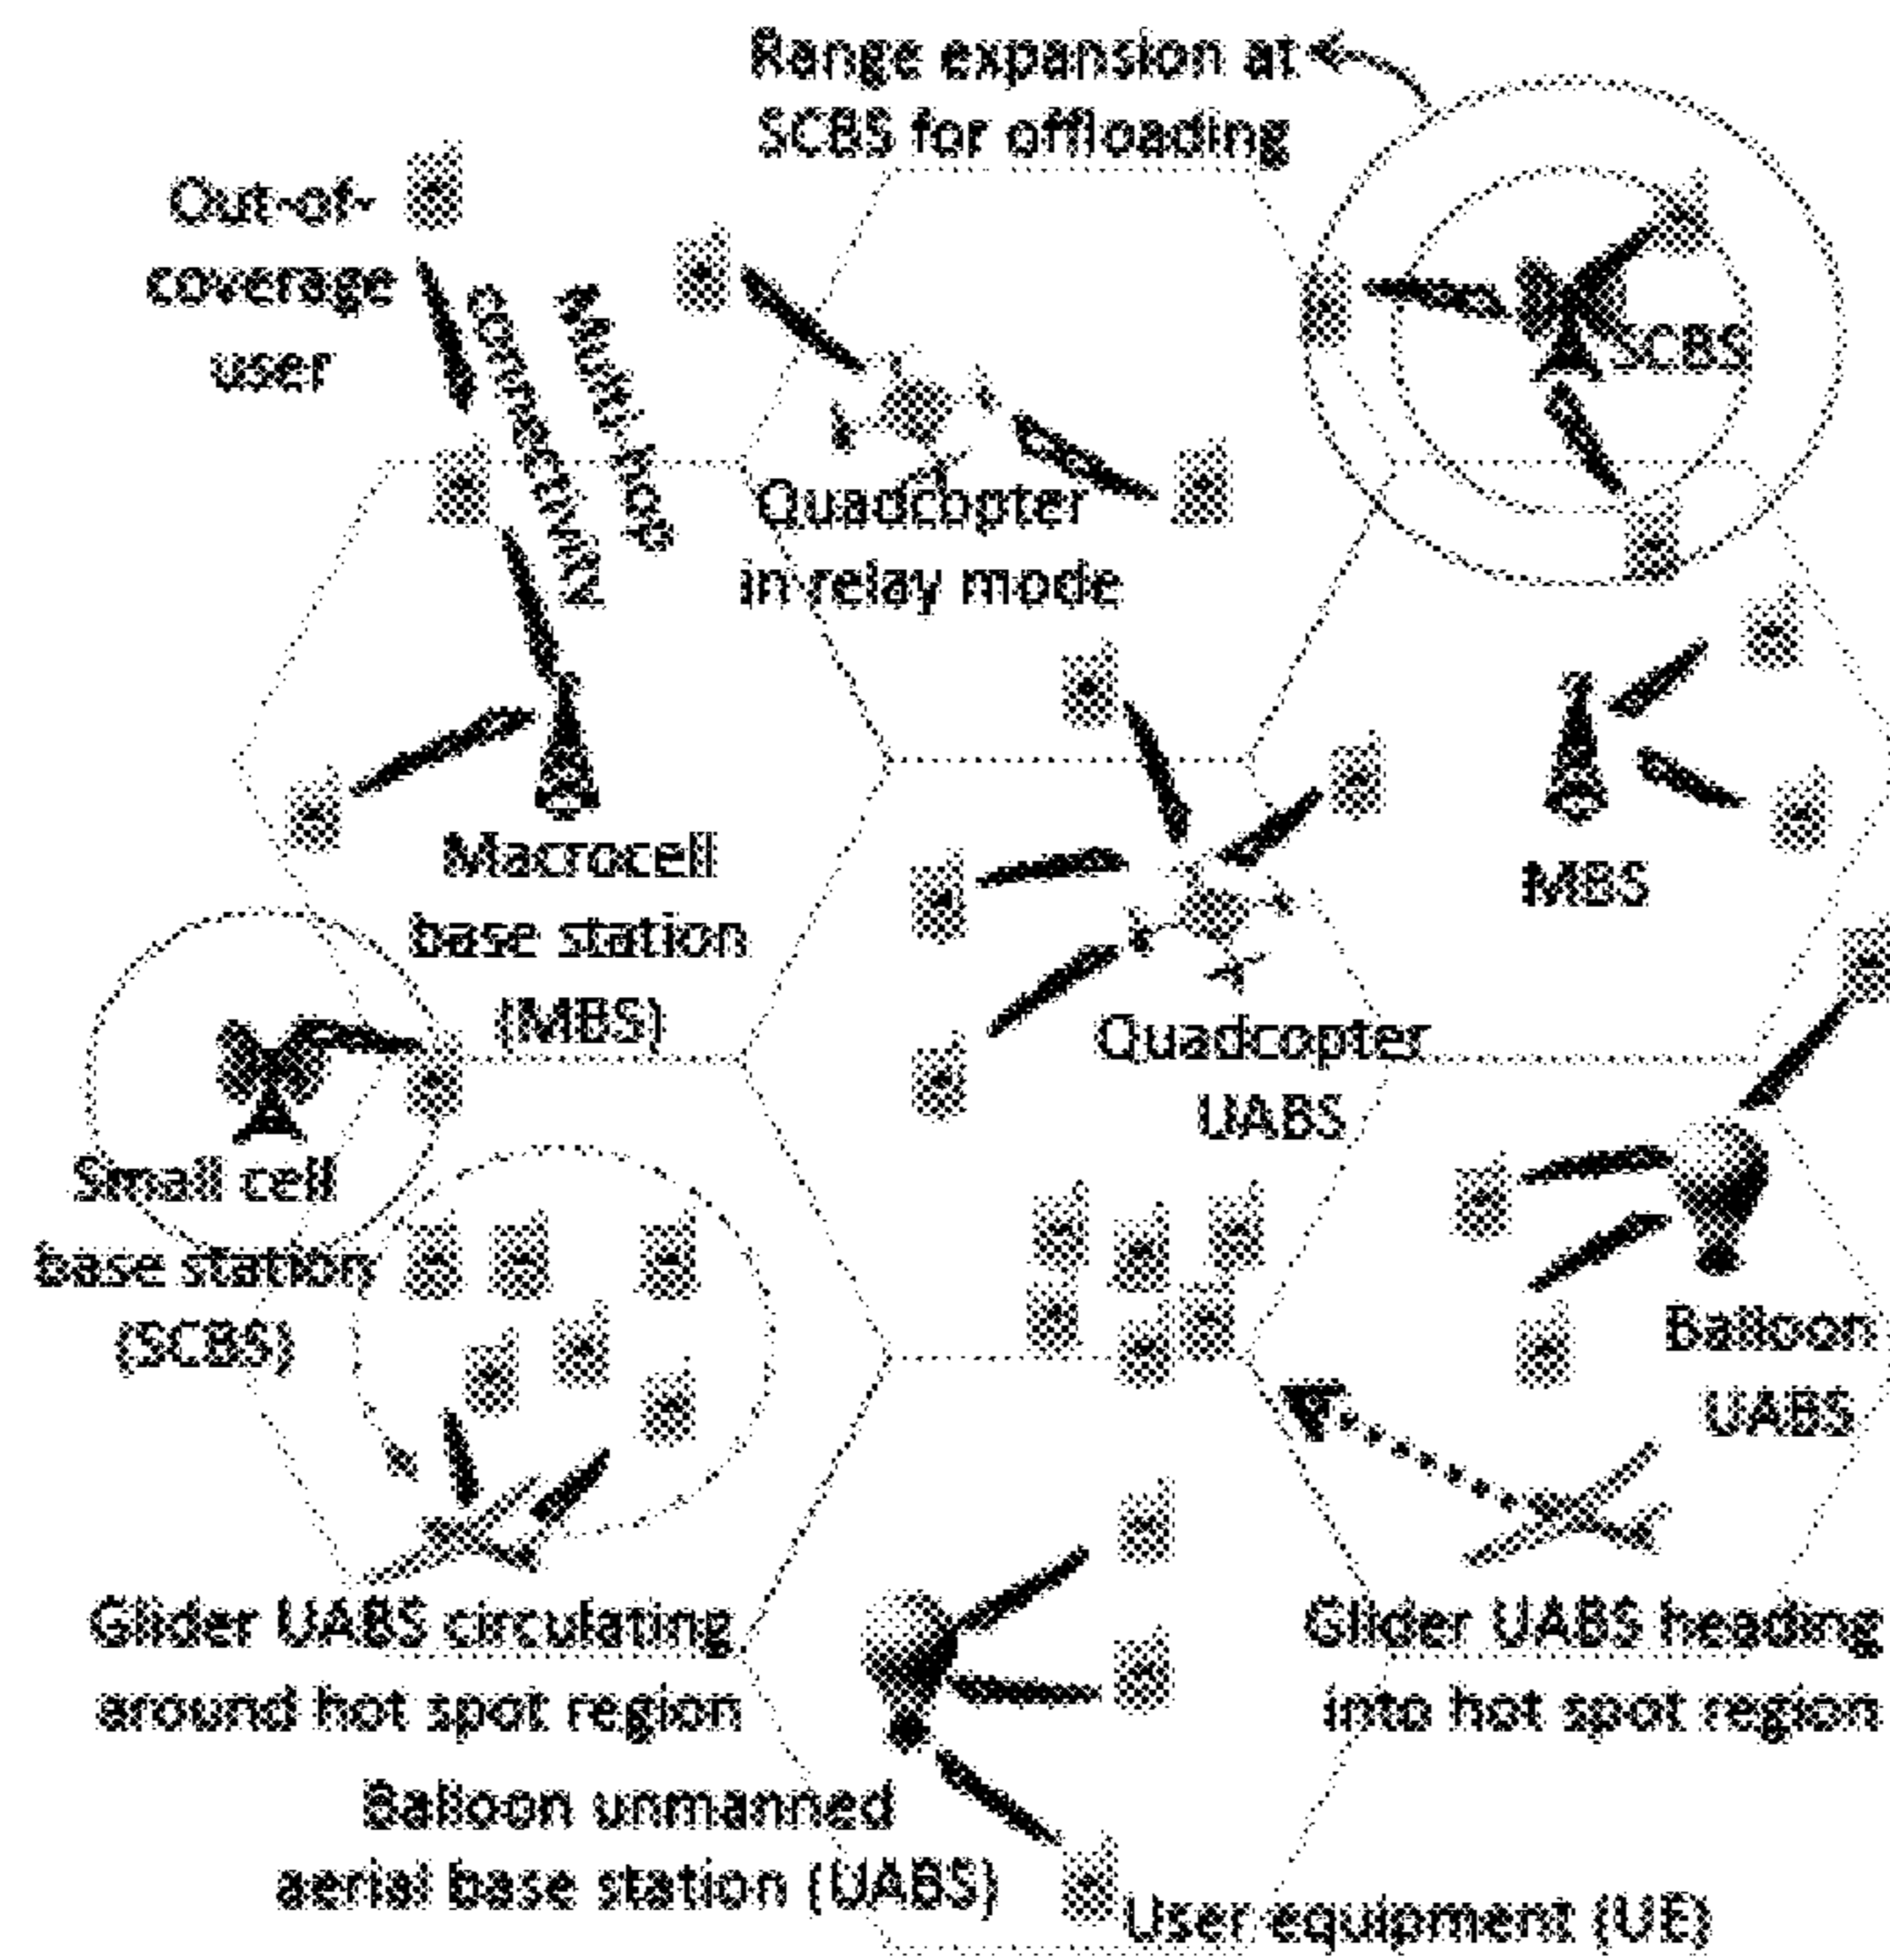 Range expansion at
SCBS for offloading
Out-of-
coverage
user
Multi-hop
connectivity
SCBS
Quadcopter
in relay mode
Macrocell
base station
(MBS)
MBS
Quadcopter
UABS
Small cell
base station
(SCBS)
Balloon
UABS
Glider UABS circulating
around hot spot region
Glider UABS heading
into hot spot region
Balloon unmanned
aerial base station (UABS)
User equipment (UE)